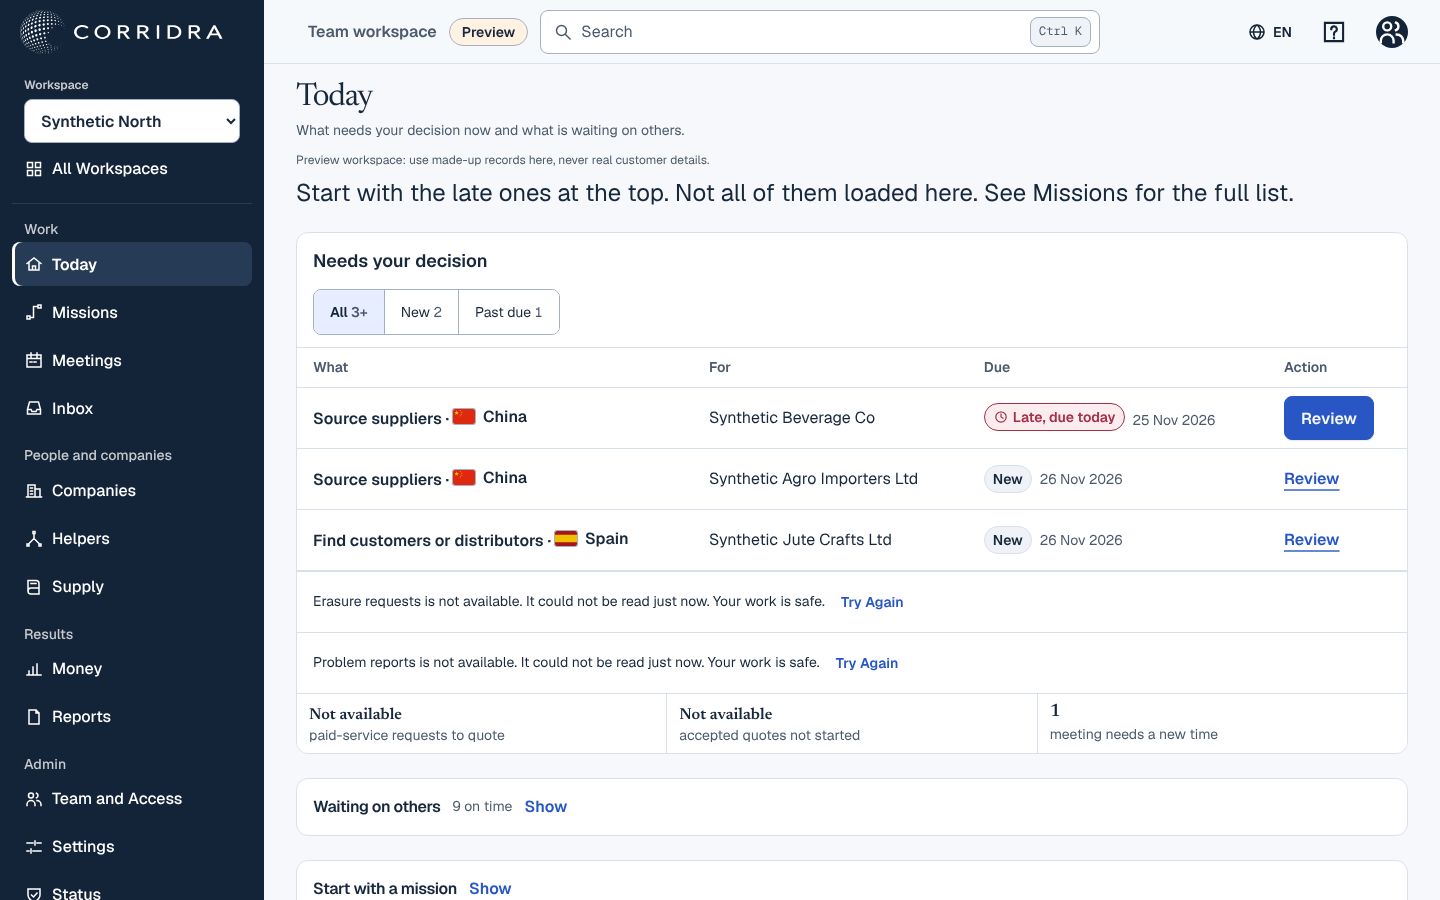 CORRIDRA
Workspace
Synthetic North
All Workspaces
Work
Today
Missions
Meetings
Inbox
People and companies
Companies
Helpers
Supply
Results
Money
Reports
Admin
Team and Access
Settings
Status
Team workspace Preview Search Ctrl K EN
Today
What needs your decision now and what is waiting on others.
Preview workspace: use made-up records here, never real customer details.
Start with the late ones at the top. Not all of them loaded here. See Missions for the full list.
Needs your decision
All 3+ New 2 Past due 1
What For Due Action
Source suppliers · China Synthetic Beverage Co Late, due today 25 Nov 2026 Review
Source suppliers · China Synthetic Agro Importers Ltd New 26 Nov 2026 Review
Find customers or distributors · Spain Synthetic Jute Crafts Ltd New 26 Nov 2026 Review
Erasure requests is not available. It could not be read just now. Your work is safe. Try Again
Problem reports is not available. It could not be read just now. Your work is safe. Try Again
Not available
paid-service requests to quote
Not available
accepted quotes not started
1
meeting needs a new time
Waiting on others 9 on time Show
Start with a mission Show